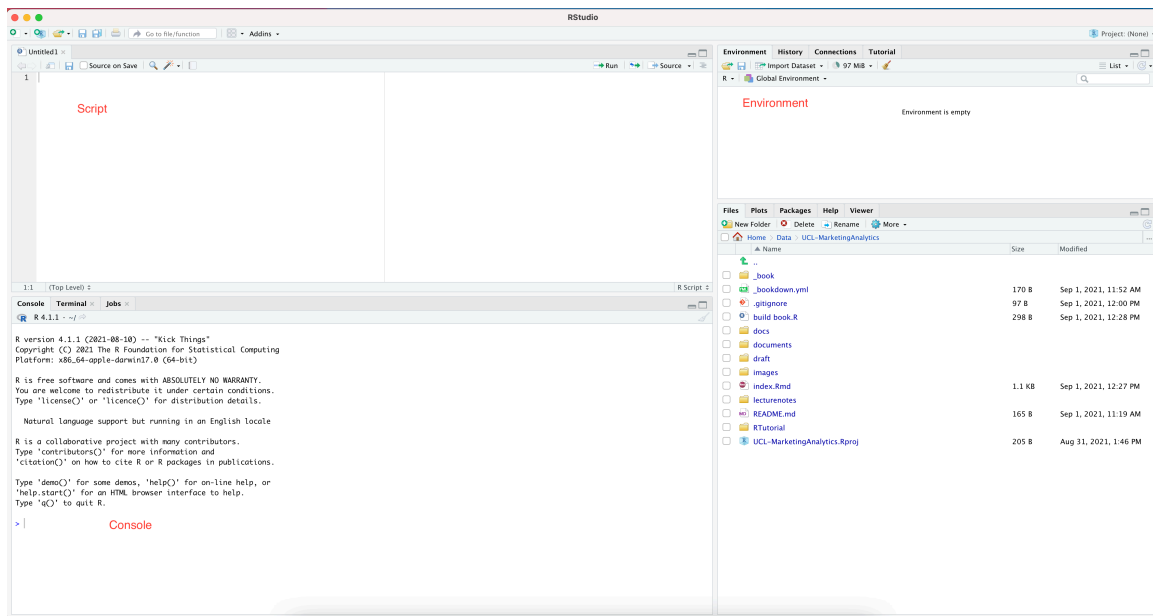 RStudio
Go to file/function Addins Project: (None)
Untitled1
Source on Save Run Source
1
Script
1:1 (Top Level) R Script
Console Terminal Jobs
R 4.1.1 · ~/
R version 4.1.1 (2021-08-10) -- "Kick Things"
Copyright (C) 2021 The R Foundation for Statistical Computing
Platform: x86_64-apple-darwin17.0 (64-bit)
R is free software and comes with ABSOLUTELY NO WARRANTY.
You are welcome to redistribute it under certain conditions.
Type 'license()' or 'licence()' for distribution details.
Natural language support but running in an English locale
R is a collaborative project with many contributors.
Type 'contributors()' for more information and
'citation()' on how to cite R or R packages in publications.
Type 'demo()' for some demos, 'help()' for on-line help, or
'help.start()' for an HTML browser interface to help.
Type 'q()' to quit R.
>
Console
Environment History Connections Tutorial
Import Dataset 97 MiB List
R Global Environment
Environment
Environment is empty
Files Plots Packages Help Viewer
New Folder Delete Rename More
Home > Data > UCL-MarketingAnalytics ...
Name Size Modified
..
_book
_bookdown.yml 170 B Sep 1, 2021, 11:52 AM
.gitignore 97 B Sep 1, 2021, 12:00 PM
build book.R 298 B Sep 1, 2021, 12:28 PM
docs
documents
draft
images
index.Rmd 1.1 KB Sep 1, 2021, 12:27 PM
lecturenotes
README.md 165 B Sep 1, 2021, 11:19 AM
RTutorial
UCL-MarketingAnalytics.Rproj 205 B Aug 31, 2021, 1:46 PM